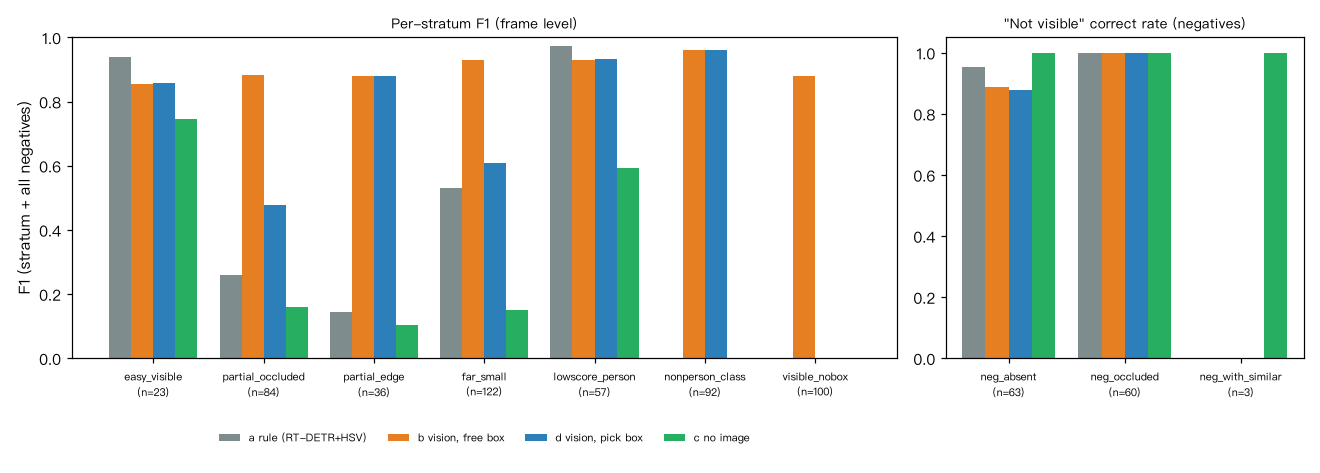 Per-stratum F1 (frame level)
"Not visible" correct rate (negatives)
F1 (stratum + all negatives)
1.0
0.8
0.6
0.4
0.2
0.0
easy_visible
(n=23)
partial_occluded
(n=84)
partial_edge
(n=36)
far_small
(n=122)
lowscore_person
(n=57)
nonperson_class
(n=92)
visible_nobox
(n=100)
1.0
0.8
0.6
0.4
0.2
0.0
neg_absent
(n=63)
neg_occluded
(n=60)
neg_with_similar
(n=3)
a rule (RT-DETR+HSV)
b vision, free box
d vision, pick box
c no image